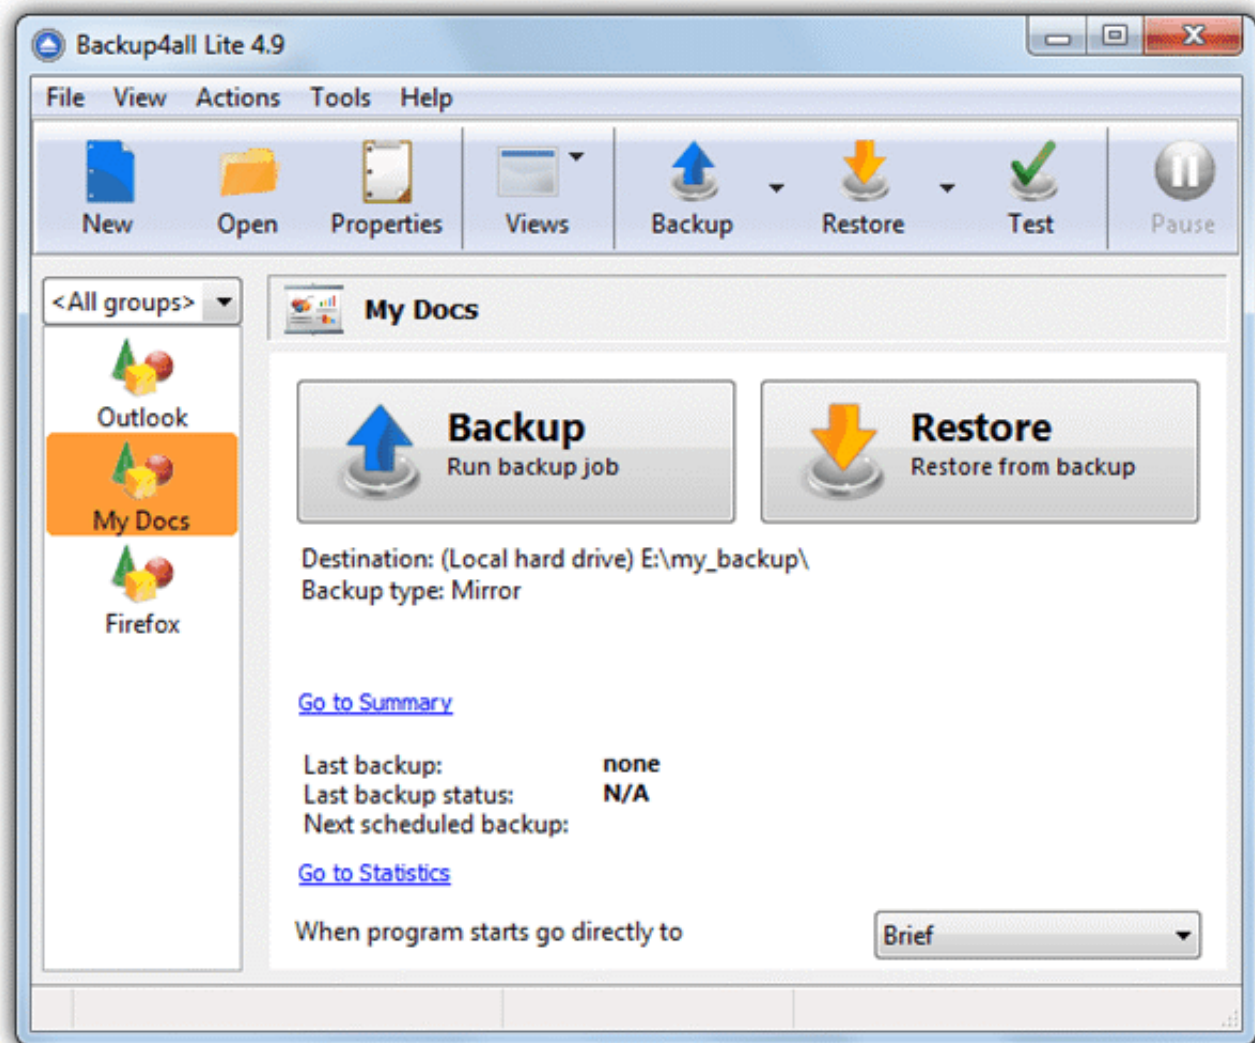 Backup4all Lite 4.9
File View Actions Tools Help
New Open Properties Views Backup Restore Test Pause
<All groups>
My Docs
Outlook
My Docs
Firefox
Backup
Run backup job
Restore
Restore from backup
Destination: (Local hard drive) E:\my_backup\
Backup type: Mirror
Go to Summary
Last backup: none
Last backup status: N/A
Next scheduled backup:
Go to Statistics
When program starts go directly to Brief